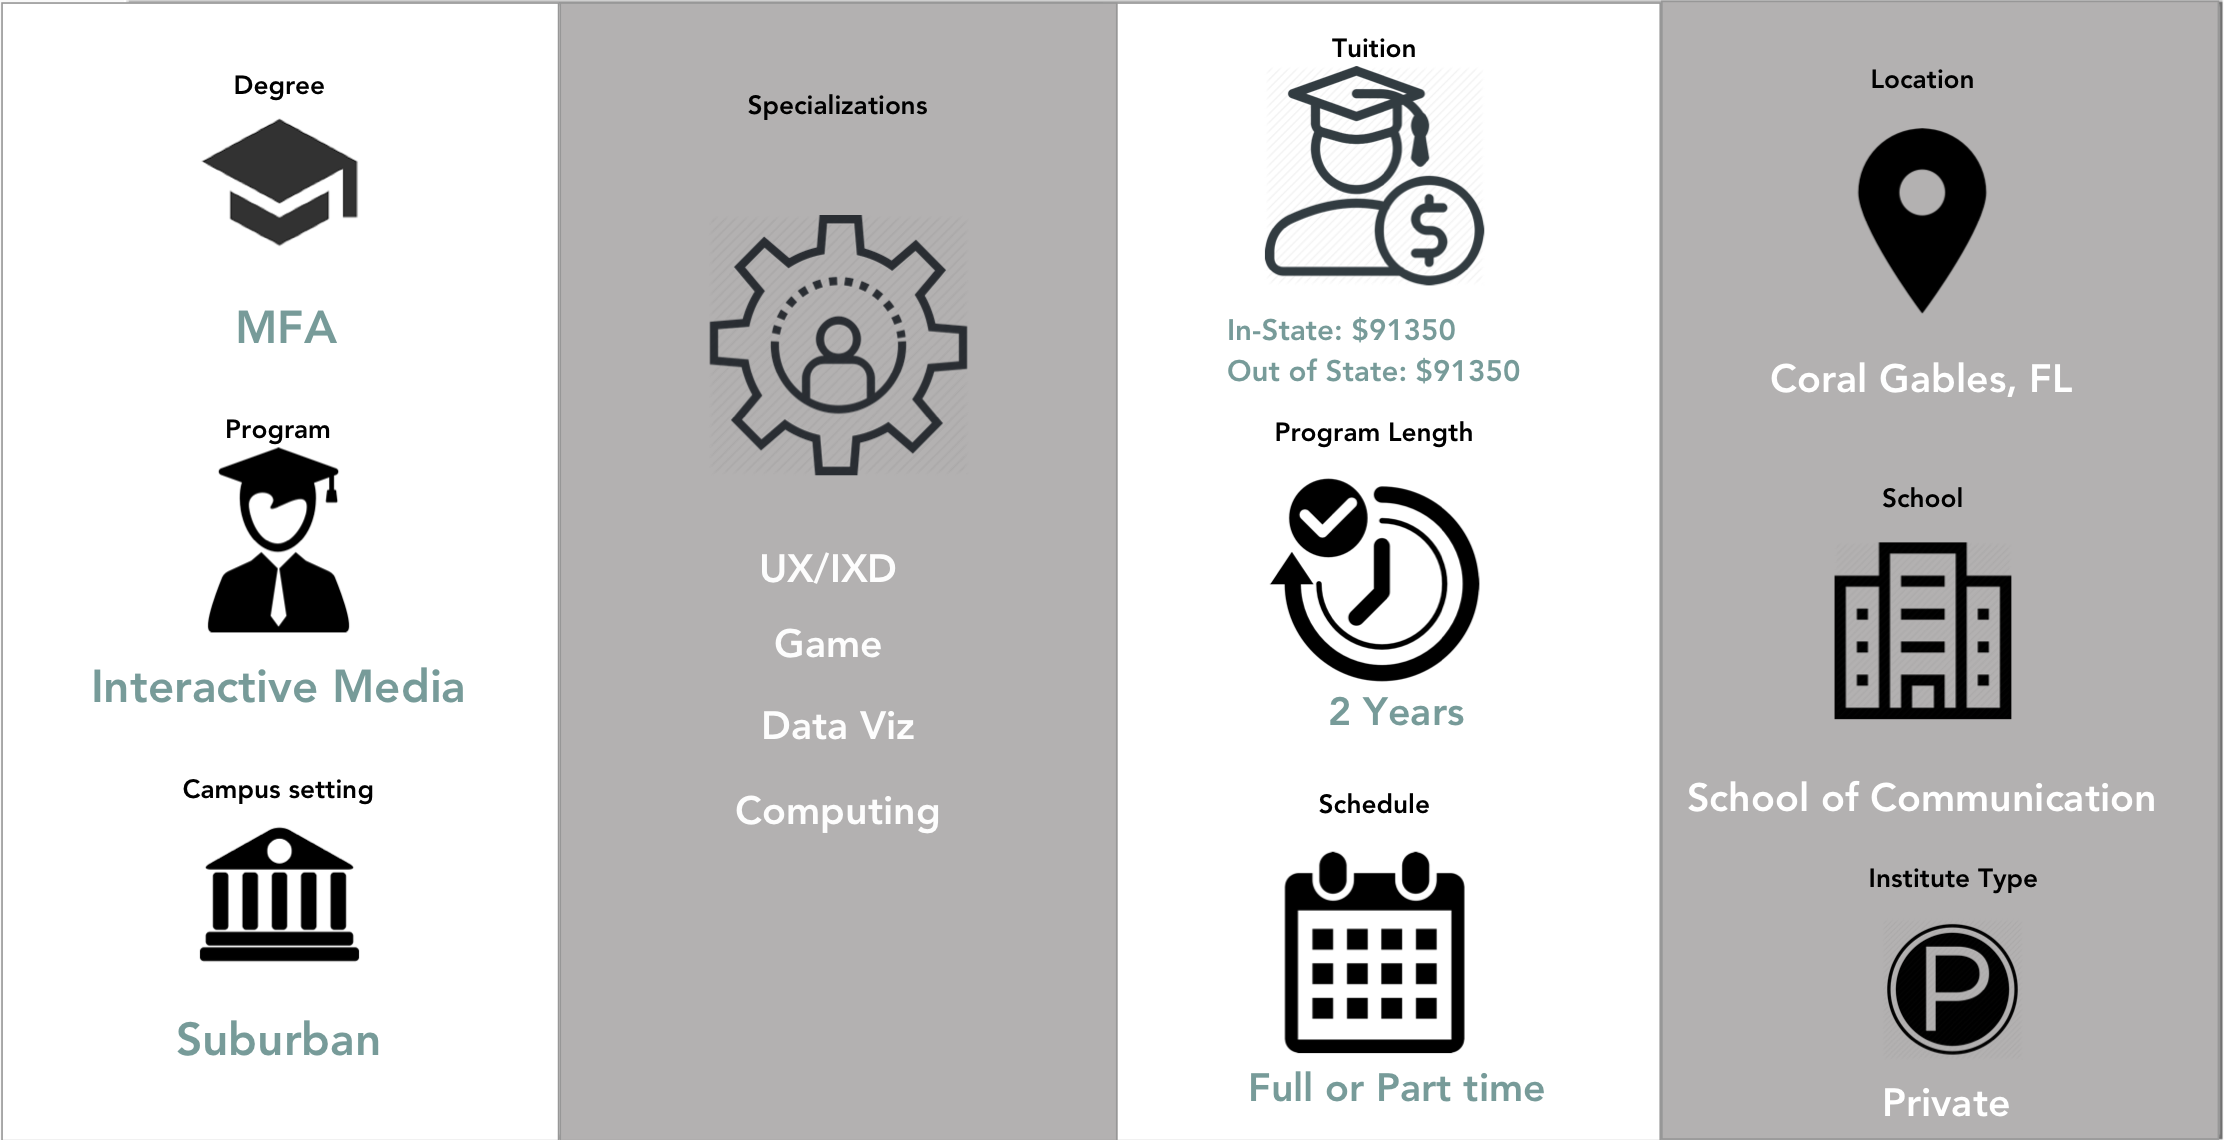 Degree
MFA
Program
Interactive Media
Campus setting
Suburban
Specializations
UX/IXD
Game
Data Viz
Computing
Tuition
$
In-State: $91350
Out of State: $91350
Program Length
2 Years
Schedule
Full or Part time
Location
Coral Gables, FL
School
School of Communication
Institute Type
P
Private